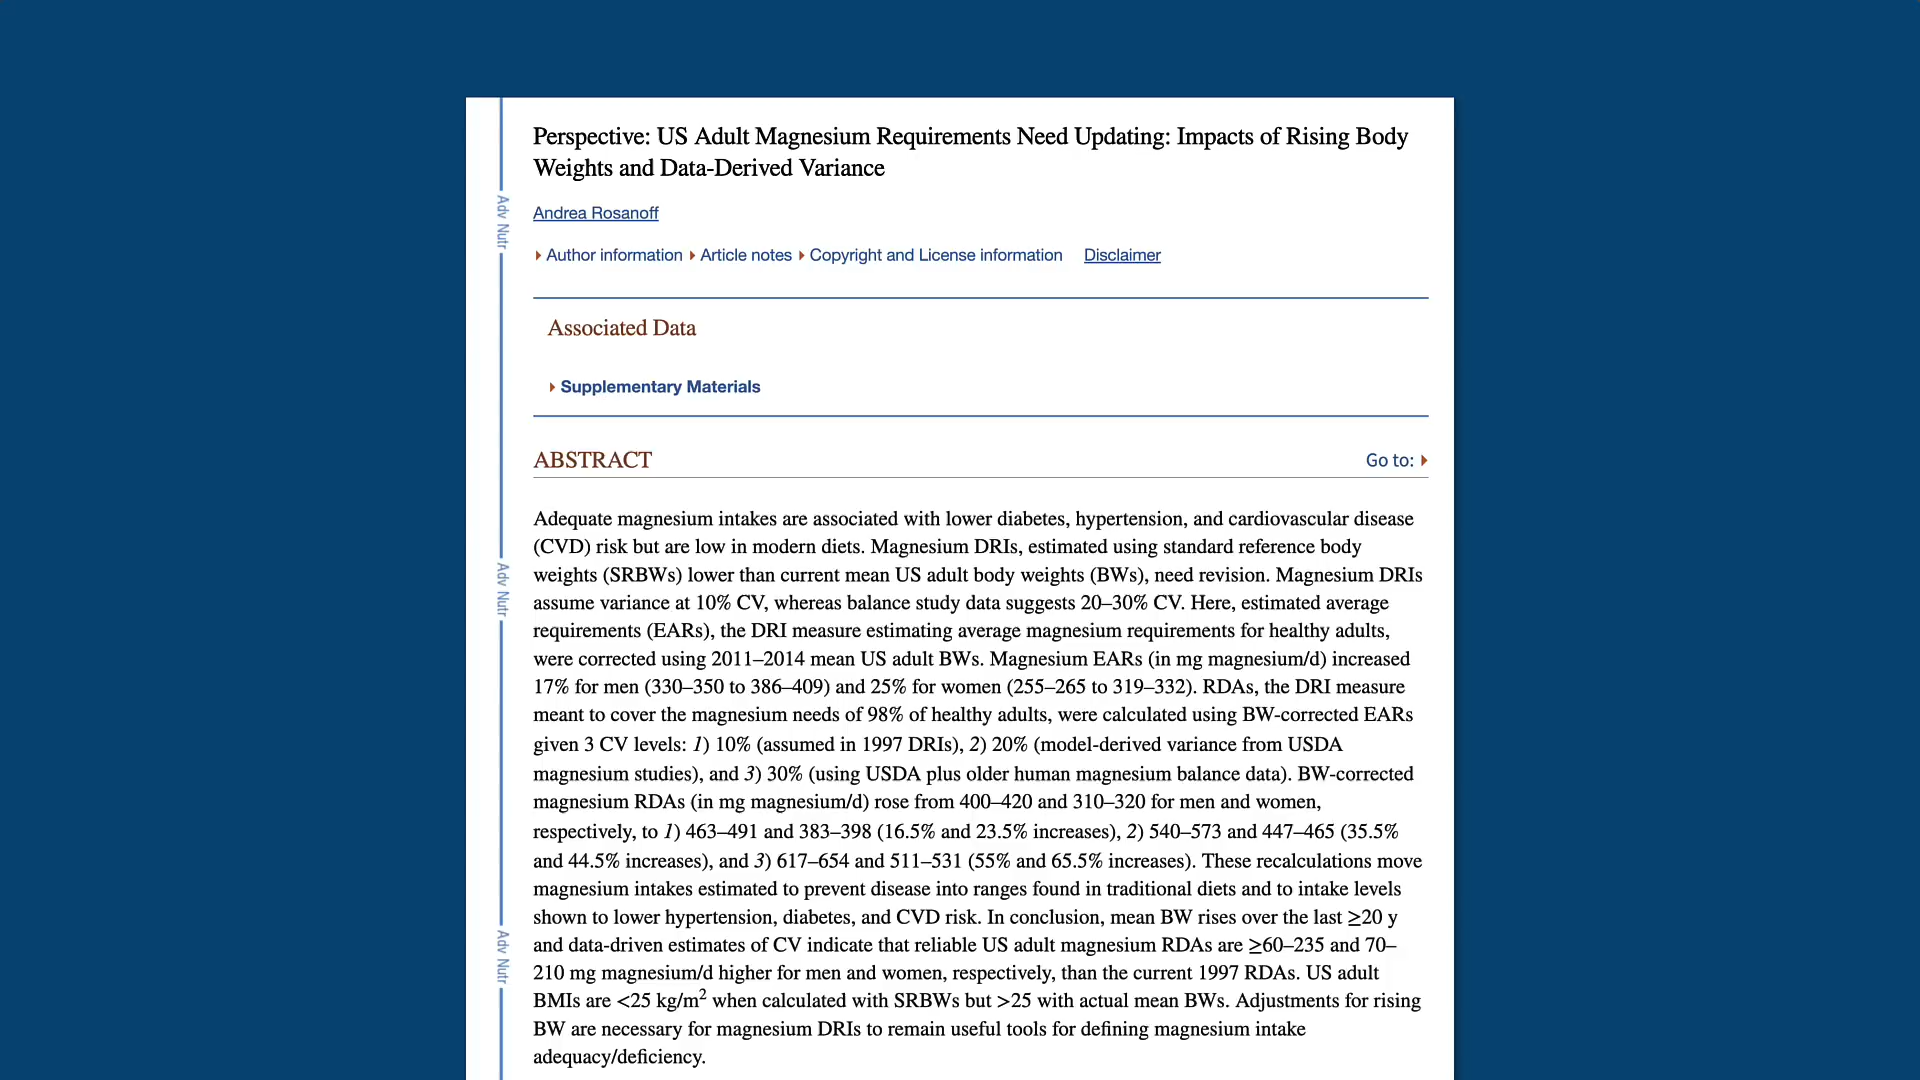 Perspective: US Adult Magnesium Requirements Need Updating: Impacts of Rising Body
Weights and Data-Derived Variance
Andrea Rosanoff
Author information Article notes Copyright and License information Disclaimer
Associated Data
Supplementary Materials
ABSTRACT
Go to:
Adequate magnesium intakes are associated with lower diabetes, hypertension, and cardiovascular disease
(CVD) risk but are low in modern diets. Magnesium DRIs, estimated using standard reference body
weights (SRBWs) lower than current mean US adult body weights (BWs), need revision. Magnesium DRIs
assume variance at 10% CV, whereas balance study data suggests 20–30% CV. Here, estimated average
requirements (EARs), the DRI measure estimating average magnesium requirements for healthy adults,
were corrected using 2011–2014 mean US adult BWs. Magnesium EARs (in mg magnesium/d) increased
17% for men (330–350 to 386–409) and 25% for women (255–265 to 319–332). RDAs, the DRI measure
meant to cover the magnesium needs of 98% of healthy adults, were calculated using BW-corrected EARs
given 3 CV levels: 1) 10% (assumed in 1997 DRIs), 2) 20% (model-derived variance from USDA
magnesium studies), and 3) 30% (using USDA plus older human magnesium balance data). BW-corrected
magnesium RDAs (in mg magnesium/d) rose from 400–420 and 310–320 for men and women,
respectively, to 1) 463–491 and 383–398 (16.5% and 23.5% increases), 2) 540–573 and 447–465 (35.5%
and 44.5% increases), and 3) 617–654 and 511–531 (55% and 65.5% increases). These recalculations move
magnesium intakes estimated to prevent disease into ranges found in traditional diets and to intake levels
shown to lower hypertension, diabetes, and CVD risk. In conclusion, mean BW rises over the last ≥20 y
and data-driven estimates of CV indicate that reliable US adult magnesium RDAs are ≥60–235 and 70–
210 mg magnesium/d higher for men and women, respectively, than the current 1997 RDAs. US adult
BMIs are <25 kg/m² when calculated with SRBWs but >25 with actual mean BWs. Adjustments for rising
BW are necessary for magnesium DRIs to remain useful tools for defining magnesium intake
adequacy/deficiency.
Adv Nutr
Adv Nutr
Adv Nutr